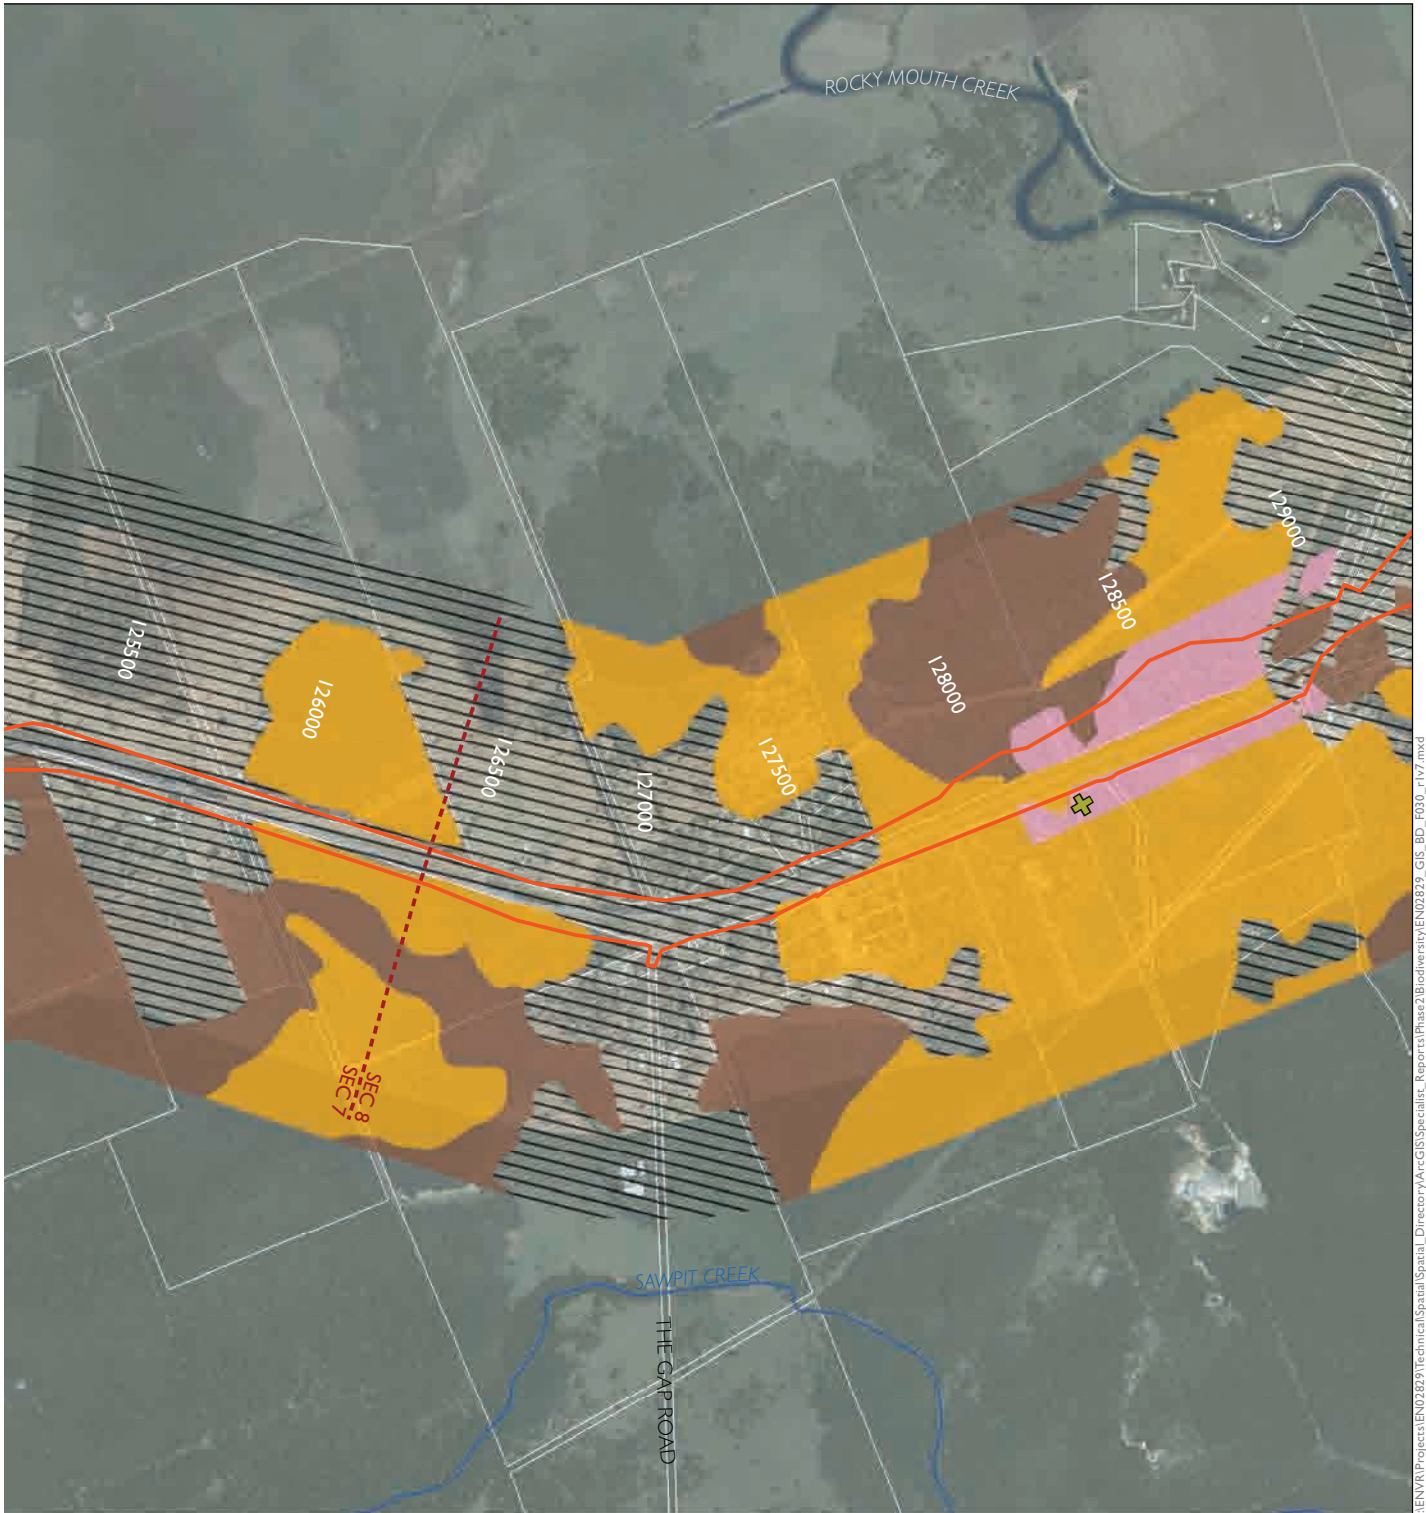 ROCKY MOUTH CREEK
129000
128500
128000
127500
127000
126500
126000
125500
SEC 8
SEC 7
SAWPIT CREEK
THE GAP ROAD
\ENVR\Projects\EN02829\Technical\Spatial\Spatial_Directory\ArcGIS\Specialist_Reports\Phase2\Biodiversity\EN02829_GIS_BD_F030_r1v7.mxd